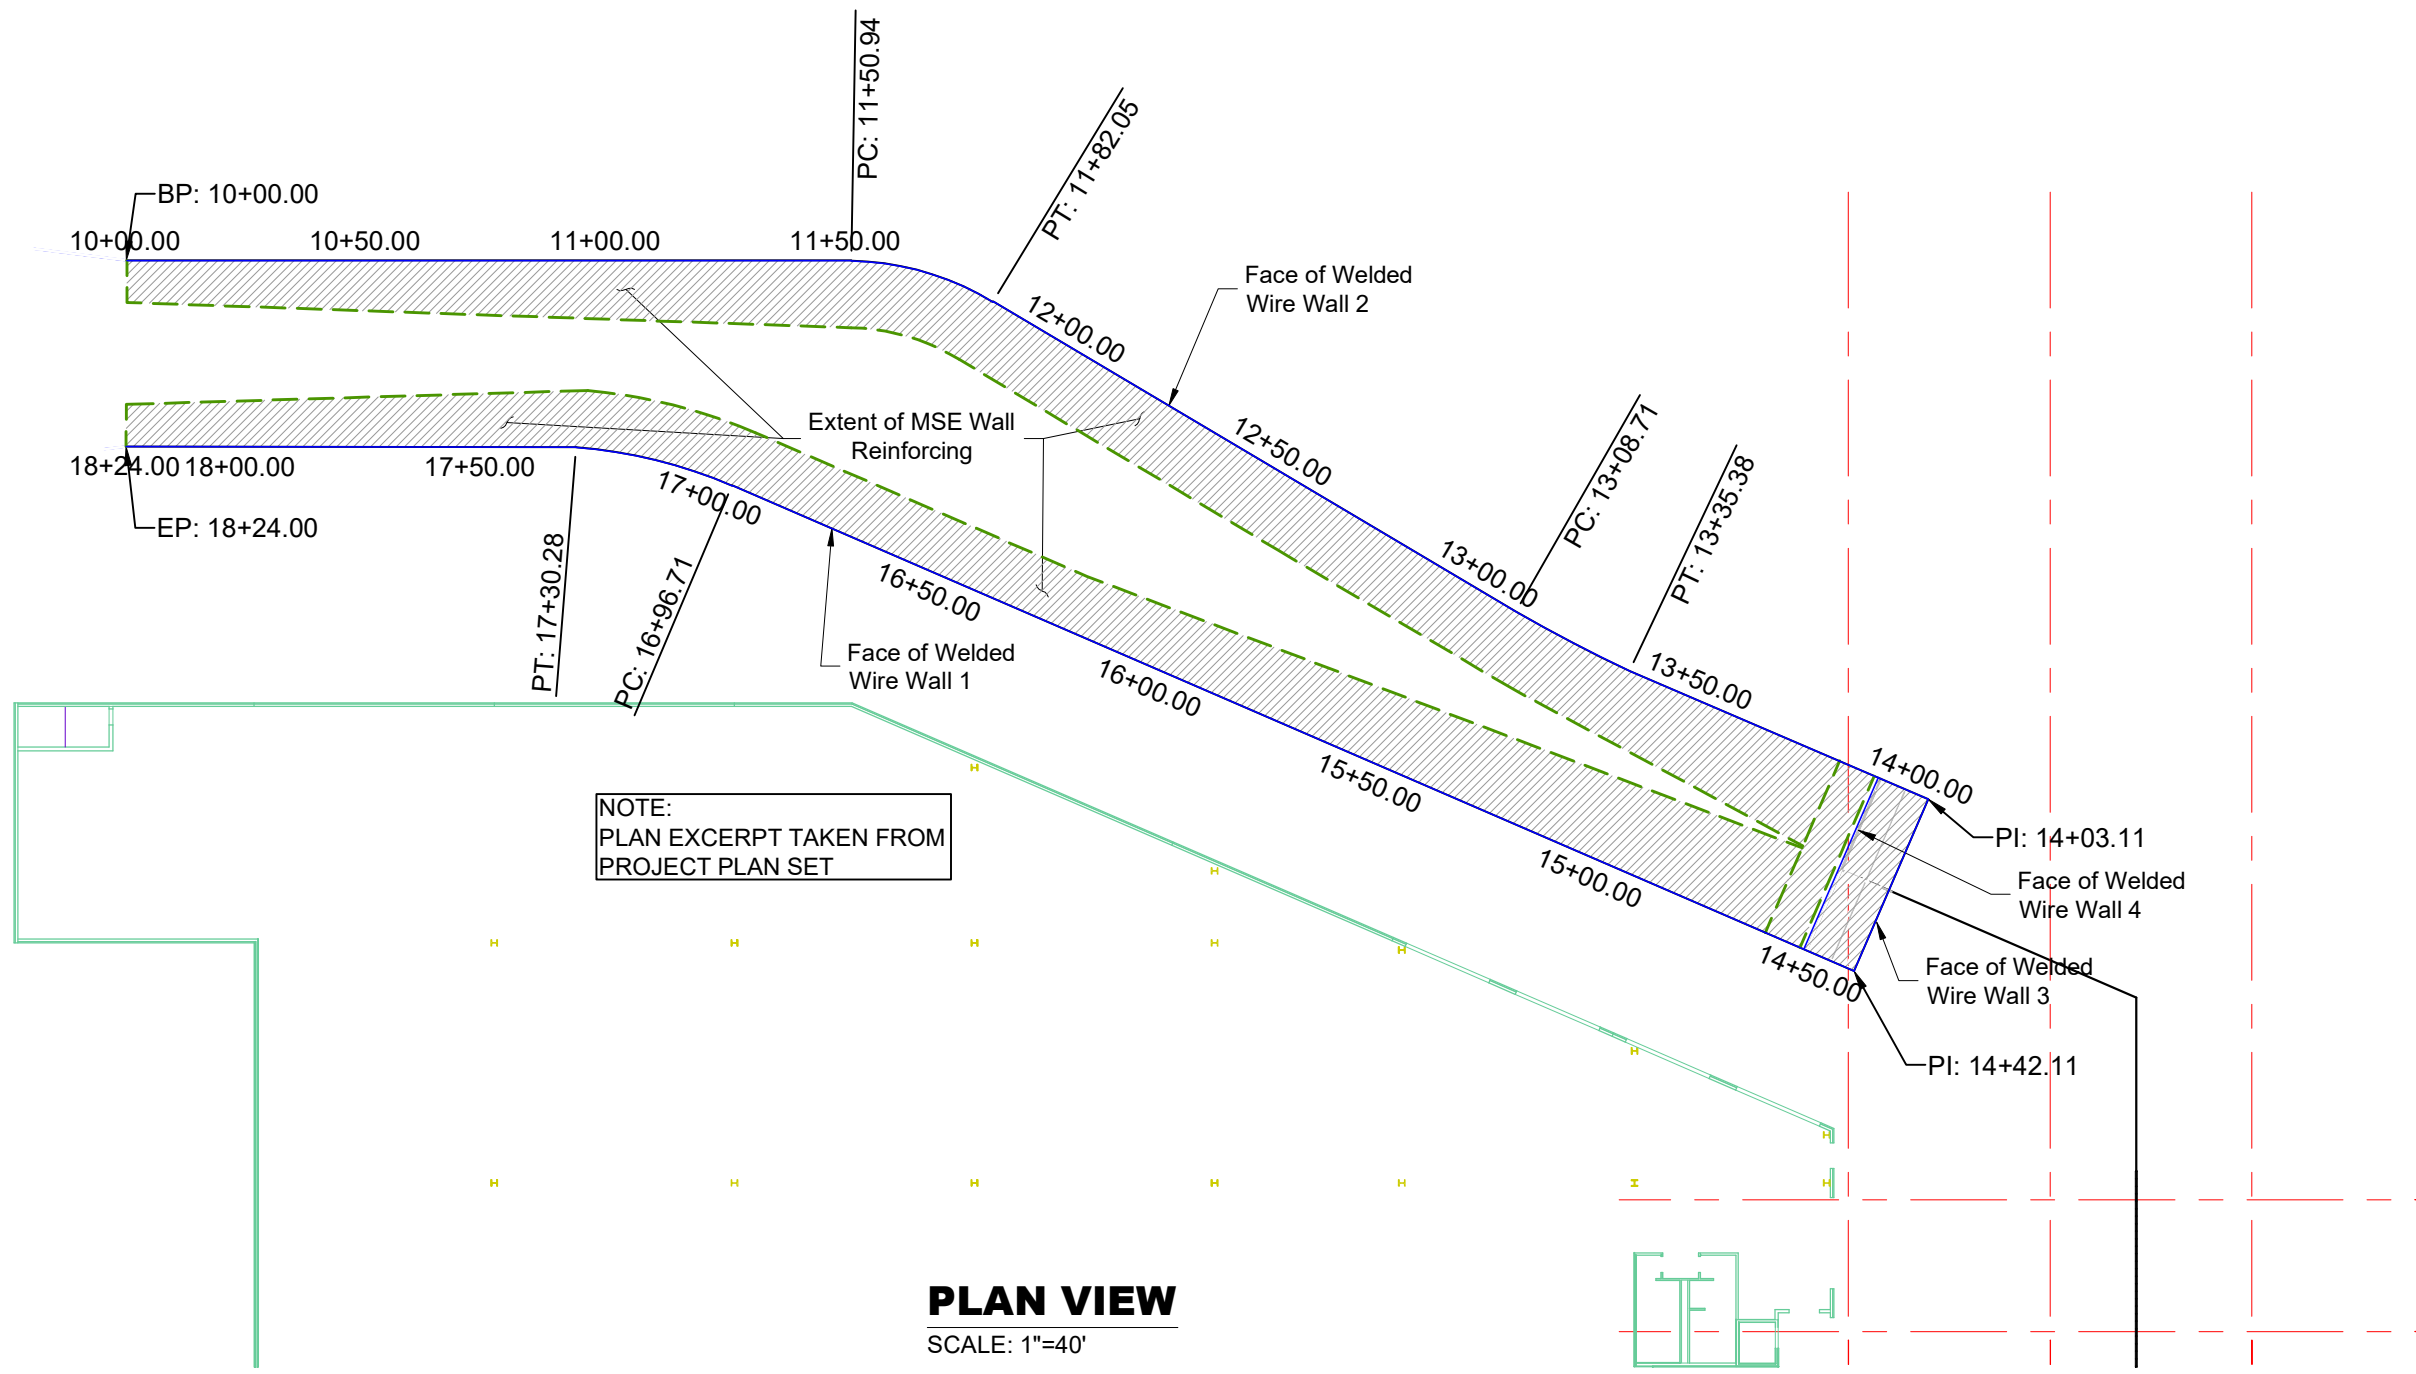 PC: 11+50.94
PT: 11+82.05
BP: 10+00.00
10+00.00
10+50.00
11+00.00
11+50.00
Face of Welded
Wire Wall 2
12+00.00
12+50.00
PC: 13+08.71
PT: 13+35.38
Extent of MSE Wall
Reinforcing
18+24.00
18+00.00
17+50.00
17+00.00
EP: 18+24.00
PT: 17+30.28
PC: 16+96.71
16+50.00
13+00.00
Face of Welded
Wire Wall 1
16+00.00
13+50.00
15+50.00
14+00.00
NOTE:
PLAN EXCERPT TAKEN FROM
PROJECT PLAN SET
PI: 14+03.11
15+00.00
Face of Welded
Wire Wall 4
14+50.00
Face of Welded
Wire Wall 3
PI: 14+42.11
PLAN VIEW
SCALE: 1"=40'